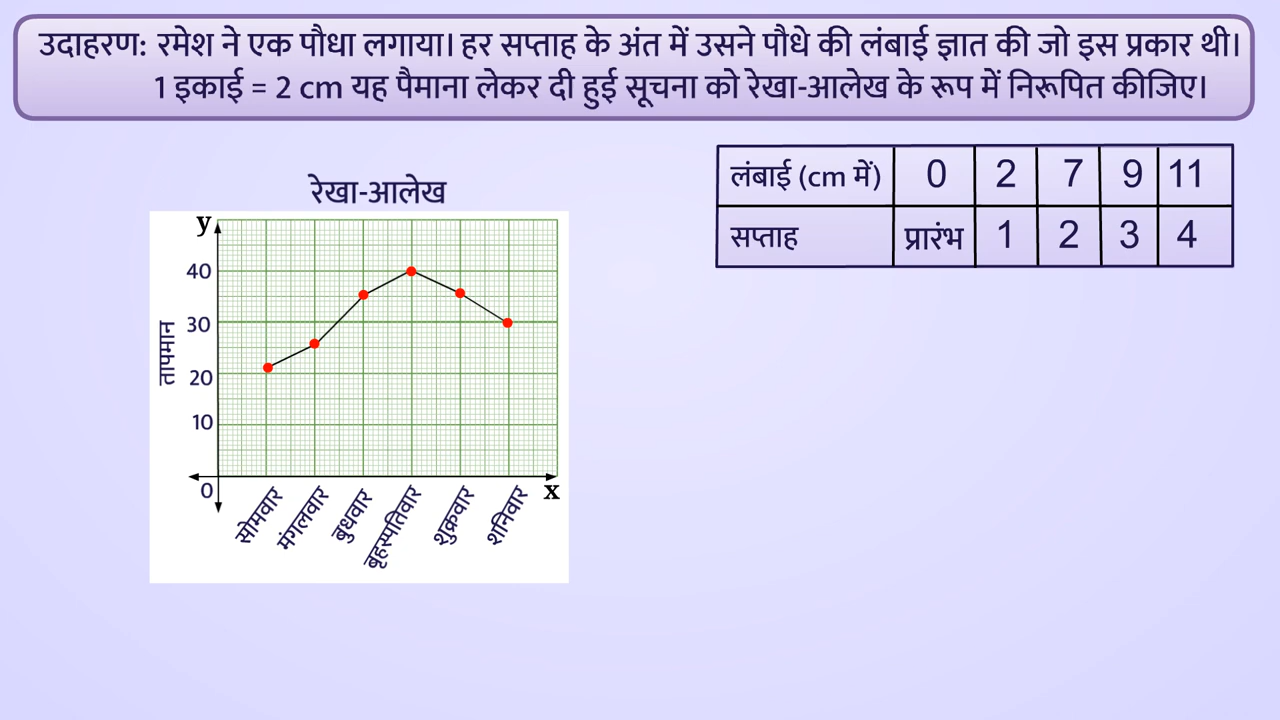 उदाहरण: रमेश ने एक पौधा लगाया। हर सप्ताह के अंत में उसने पौधे की लंबाई ज्ञात की जो इस प्रकार थी।
1 इकाई = 2 cm यह पैमाना लेकर दी हुई सूचना को रेखा-आलेख के रूप में निरूपित कीजिए।
लंबाई (cm में) 0 2 7 9 11
सप्ताह प्रारंभ 1 2 3 4
रेखा-आलेख
y
40
30
20
10
0
तापमान
x
सोमवार
मंगलवार
बुधवार
बृहस्पतिवार
शुक्रवार
शनिवार